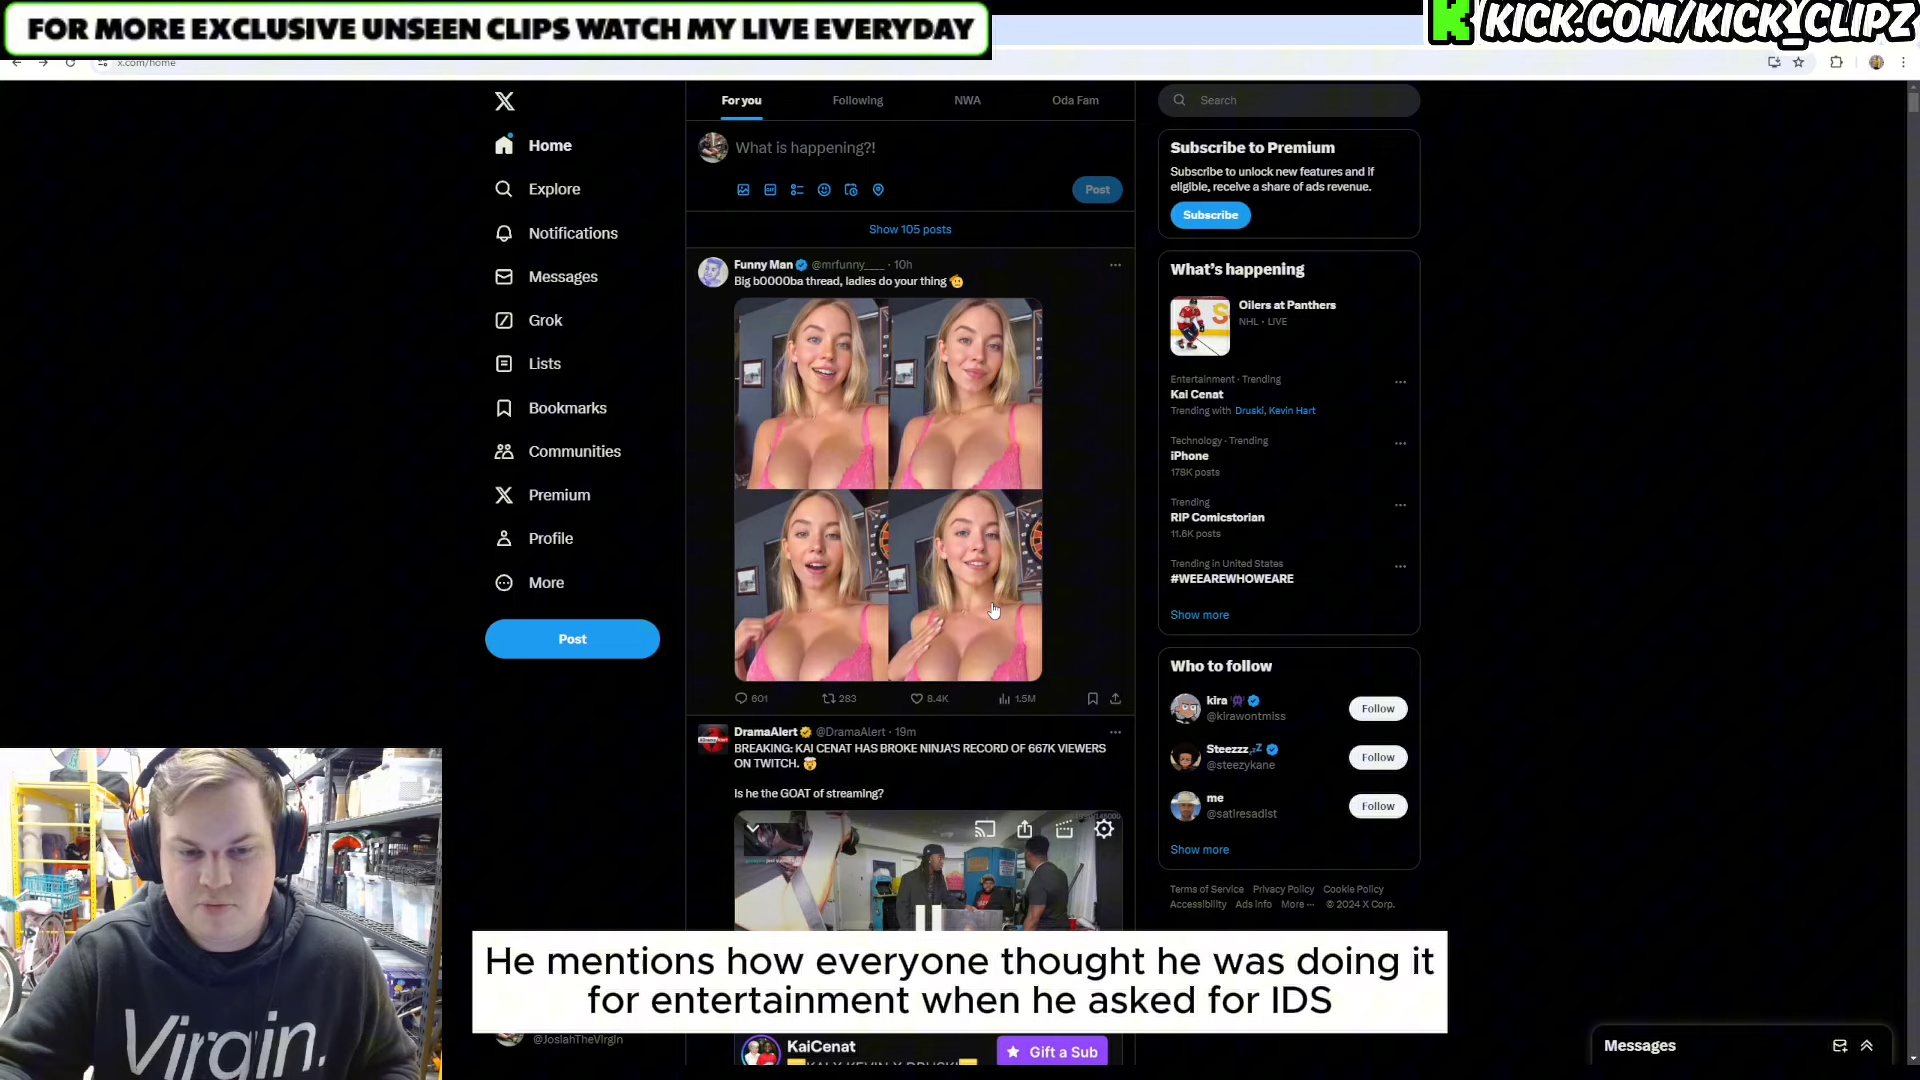 FOR MORE EXCLUSIVE UNSEEN CLIPS WATCH MY LIVE EVERYDAY
KICK.COM/KICK_CLIPZ
x.com/home
For you
Following
NWA
Oda Fam
Search
Home
Explore
Notifications
Messages
Grok
Lists
Bookmarks
Communities
Premium
Profile
More
Post
What is happening?!
Post
Show 105 posts
Funny Man @mrfunny____ · 10h
Big b0000ba thread, ladies do your thing
601
283
8.4K
1.5M
DramaAlert @DramaAlert · 19m
BREAKING: KAI CENAT HAS BROKE NINJA'S RECORD OF 667K VIEWERS
ON TWITCH.
Is he the GOAT of streaming?
KaiCenat
Gift a Sub
Subscribe to Premium
Subscribe to unlock new features and if
eligible, receive a share of ads revenue.
Subscribe
What's happening
Oilers at Panthers
NHL · LIVE
Entertainment · Trending
Kai Cenat
Trending with Druski, Kevin Hart
Technology · Trending
iPhone
178K posts
Trending
RIP Comicstorian
11.6K posts
Trending in United States
#WEEAREWHOWEARE
Show more
Who to follow
kira
@kirawontmiss
Follow
Steezzz
@steezykane
Follow
me
@satiresadist
Follow
Show more
Terms of Service Privacy Policy Cookie Policy
Accessibility Ads info More ··· © 2024 X Corp.
Messages
Virgin.
@JosiahTheVirgin
He mentions how everyone thought he was doing it
for entertainment when he asked for IDS